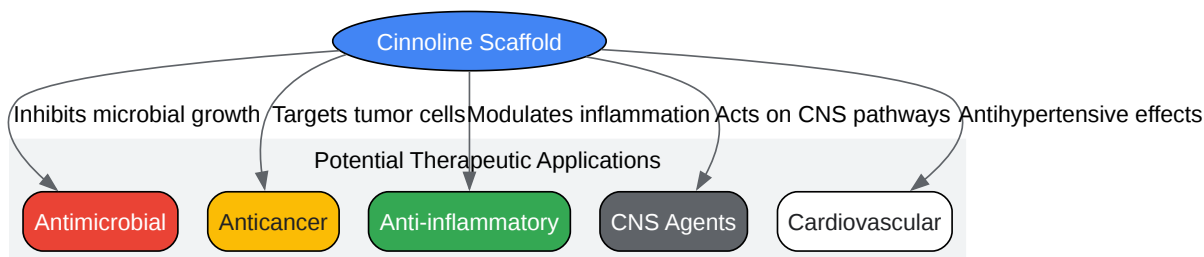 Cinnoline Scaffold
Inhibits microbial growth
Targets tumor cells
Modulates inflammation
Acts on CNS pathways
Antihypertensive effects
Potential Therapeutic Applications
Antimicrobial
Anticancer
Anti-inflammatory
CNS Agents
Cardiovascular